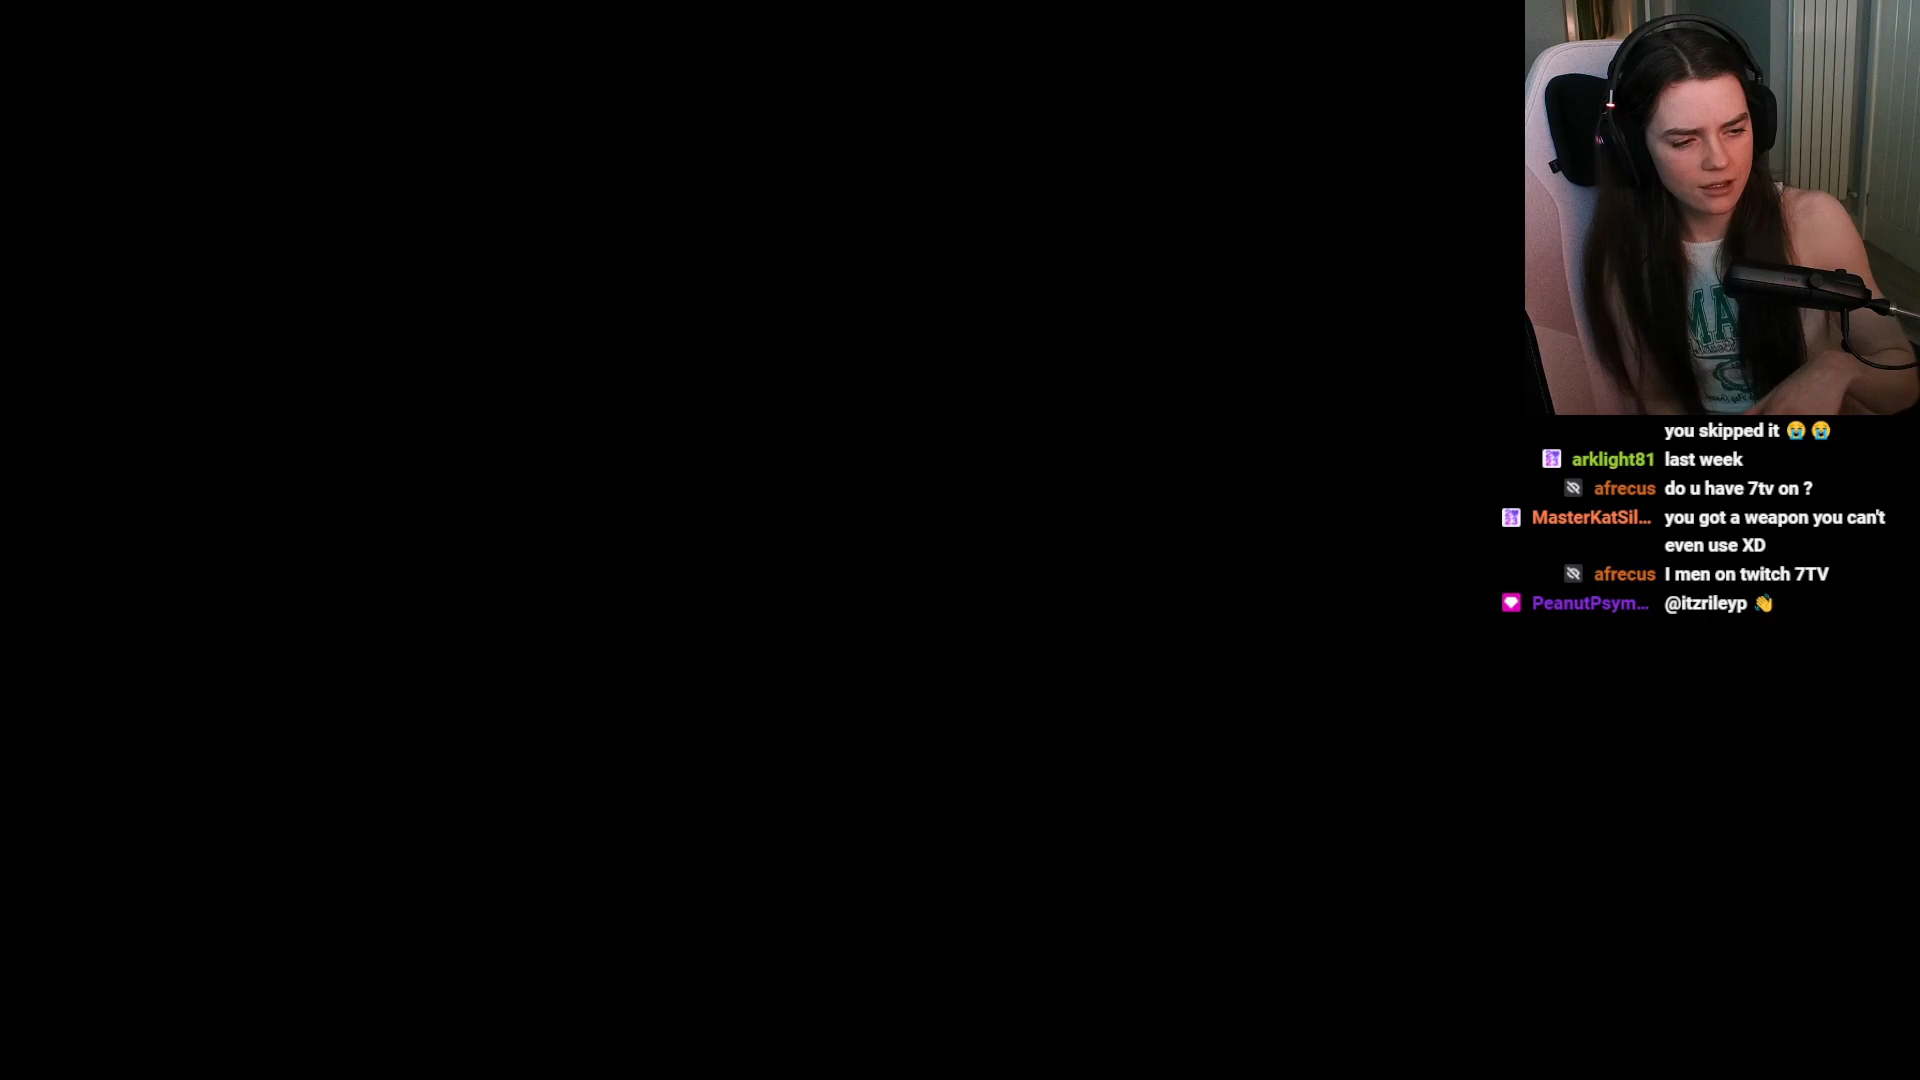 MA
you skipped it 😭 😭
arklight81 last week
afrecus do u have 7tv on ?
MasterKatSil... you got a weapon you can't
even use XD
afrecus I men on twitch 7TV
PeanutPsym... @itzrileyp 👋